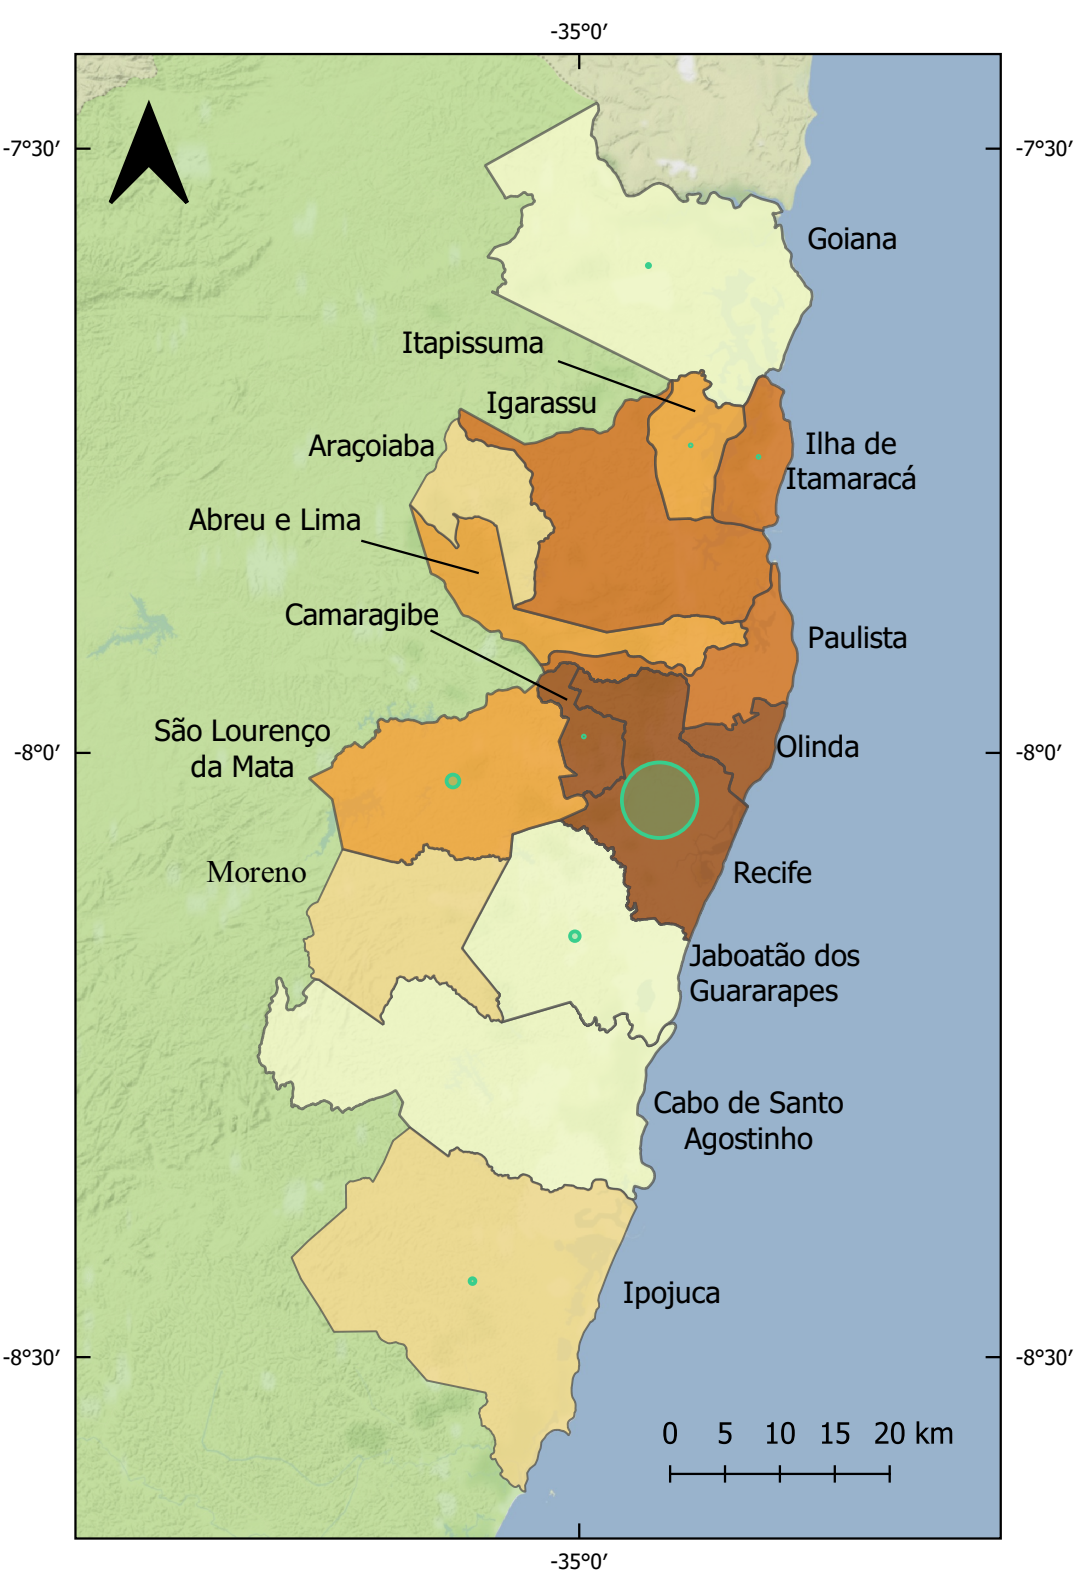 -35°0′
-7°30′
-7°30′
Goiana
Itapissuma
Igarassu
Araçoiaba
Ilha de
Itamaracá
Abreu e Lima
Camaragibe
Paulista
São Lourenço
da Mata
-8°0′
-8°0′
Olinda
Moreno
Recife
Jaboatão dos
Guararapes
Cabo de Santo
Agostinho
Ipojuca
-8°30′
-8°30′
0 5 10 15 20 km
-35°0′